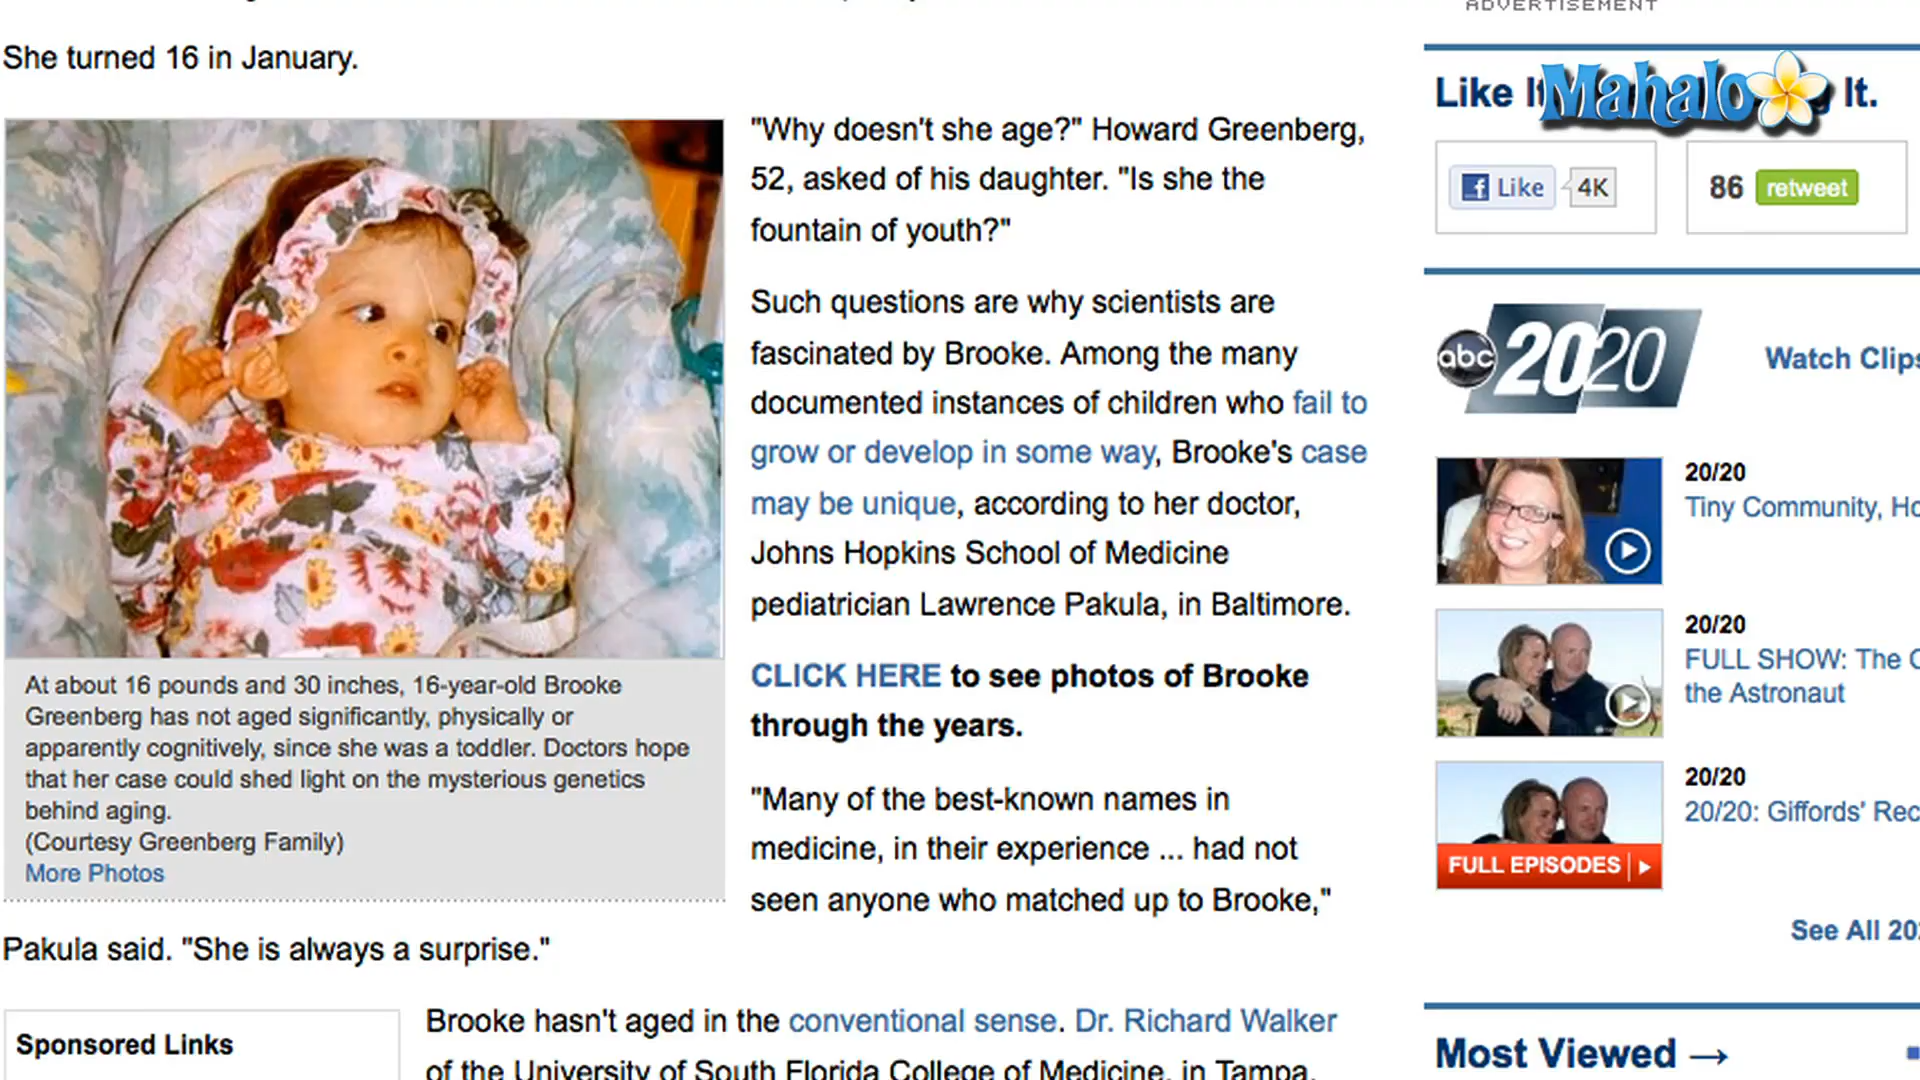 ADVERTISEMENT
She turned 16 in January.
"Why doesn't she age?" Howard Greenberg,
52, asked of his daughter. "Is she the
fountain of youth?"
Such questions are why scientists are
fascinated by Brooke. Among the many
documented instances of children who fail to
grow or develop in some way, Brooke's case
may be unique, according to her doctor,
Johns Hopkins School of Medicine
pediatrician Lawrence Pakula, in Baltimore.
CLICK HERE to see photos of Brooke
through the years.
"Many of the best-known names in
medicine, in their experience ... had not
seen anyone who matched up to Brooke,"
Pakula said. "She is always a surprise."
At about 16 pounds and 30 inches, 16-year-old Brooke
Greenberg has not aged significantly, physically or
apparently cognitively, since she was a toddler. Doctors hope
that her case could shed light on the mysterious genetics
behind aging.
(Courtesy Greenberg Family)
More Photos
Sponsored Links
Brooke hasn't aged in the conventional sense. Dr. Richard Walker
of the University of South Florida College of Medicine, in Tampa,
Like It.
Mahalo
Like 4K
86 retweet
abc 2020
Watch Clips
20/20
Tiny Community,
20/20
FULL SHOW: The
the Astronaut
20/20
20/20: Giffords'
FULL EPISODES
See All
Most Viewed →